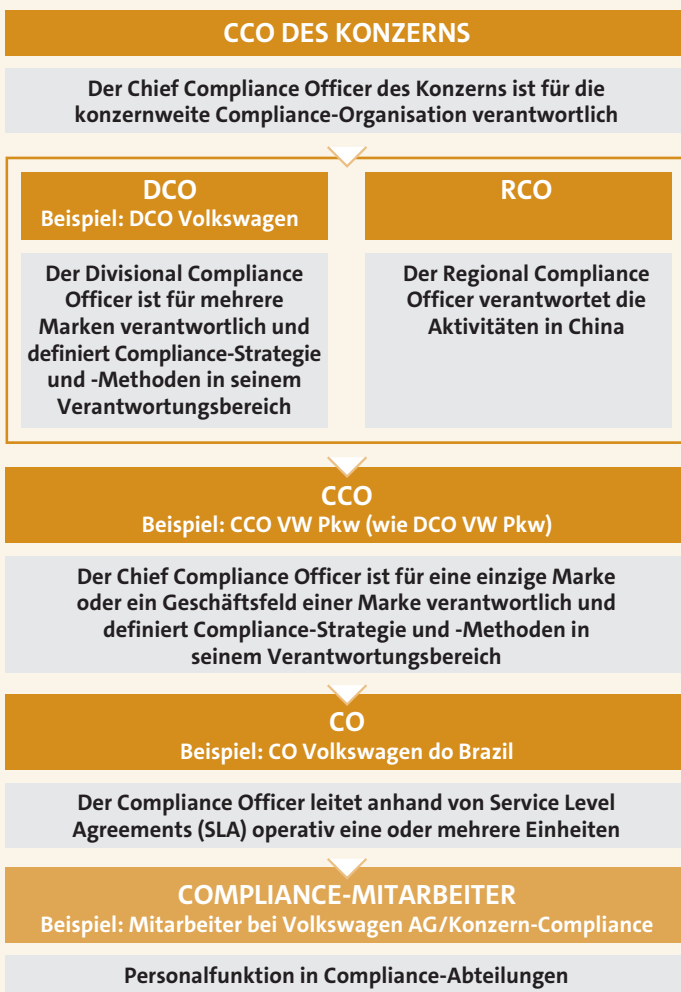 CCO DES KONZERNS
Der Chief Compliance Officer des Konzerns ist für die
konzernweite Compliance-Organisation verantwortlich
DCO
Beispiel: DCO Volkswagen
Der Divisional Compliance
Officer ist für mehrere
Marken verantwortlich und
definiert Compliance-Strategie
und -Methoden in seinem
Verantwortungsbereich
RCO
Der Regional Compliance
Officer verantwortet die
Aktivitäten in China
CCO
Beispiel: CCO VW Pkw (wie DCO VW Pkw)
Der Chief Compliance Officer ist für eine einzige Marke
oder ein Geschäftsfeld einer Marke verantwortlich und
definiert Compliance-Strategie und -Methoden in
seinem Verantwortungsbereich
CO
Beispiel: CO Volkswagen do Brazil
Der Compliance Officer leitet anhand von Service Level
Agreements (SLA) operativ eine oder mehrere Einheiten
COMPLIANCE-MITARBEITER
Beispiel: Mitarbeiter bei Volkswagen AG/Konzern-Compliance
Personalfunktion in Compliance-Abteilungen